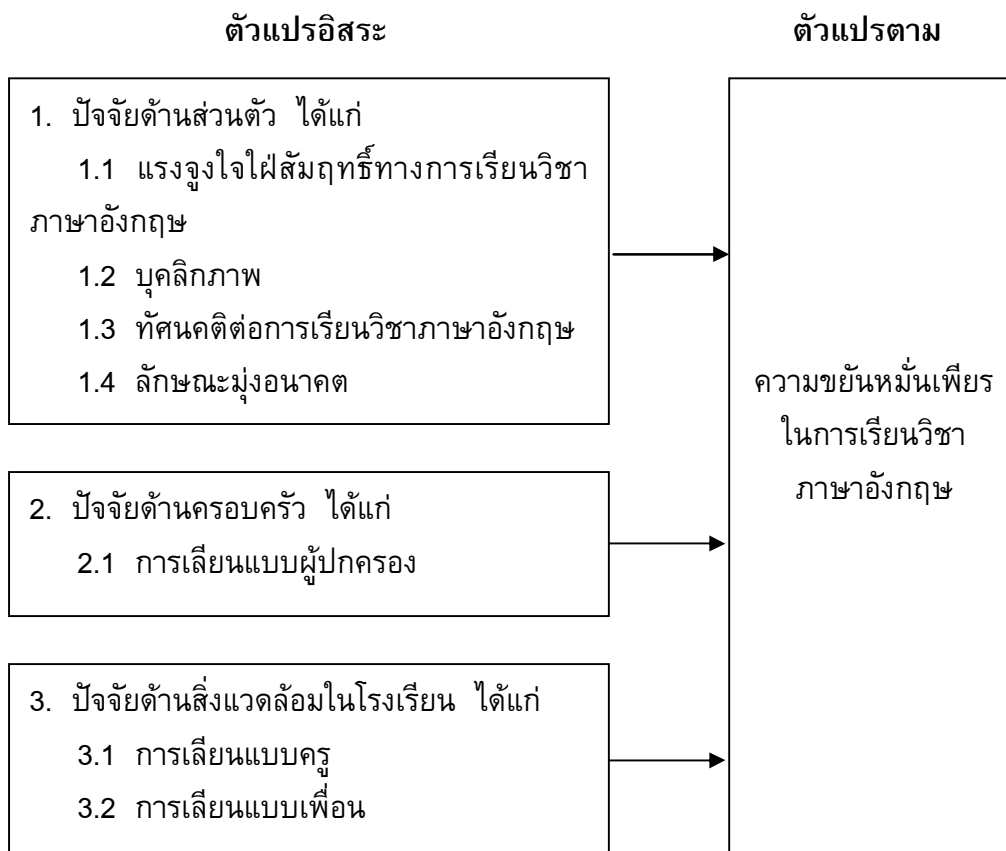 ตัวแปรอิสระ
ตัวแปรตาม
1. ปัจจัยด้านส่วนตัว ได้แก่
1.1 แรงจูงใจใฝ่สัมฤทธิ์ทางการเรียนวิชา
ภาษาอังกฤษ
1.2 บุคลิกภาพ
1.3 ทัศนคติต่อการเรียนวิชาภาษาอังกฤษ
1.4 ลักษณะมุ่งอนาคต
2. ปัจจัยด้านครอบครัว ได้แก่
2.1 การเลียนแบบผู้ปกครอง
3. ปัจจัยด้านสิ่งแวดล้อมในโรงเรียน ได้แก่
3.1 การเลียนแบบครู
3.2 การเลียนแบบเพื่อน
ความขยันหมั่นเพียร
ในการเรียนวิชา
ภาษาอังกฤษ